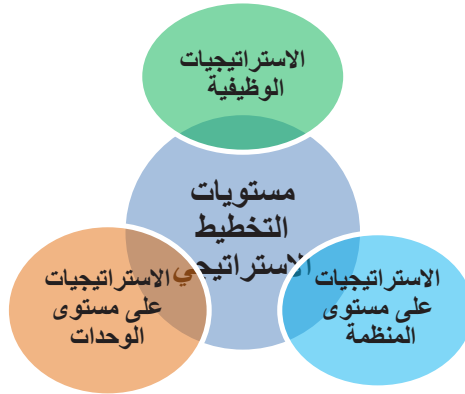 الاستراتيجيات
الوظيفية
مستويات
التخطيط
الاستراتيجي
الاستراتيجيات
على مستوى
المنظمة
الاستراتيجيات
على مستوى
الوحدات